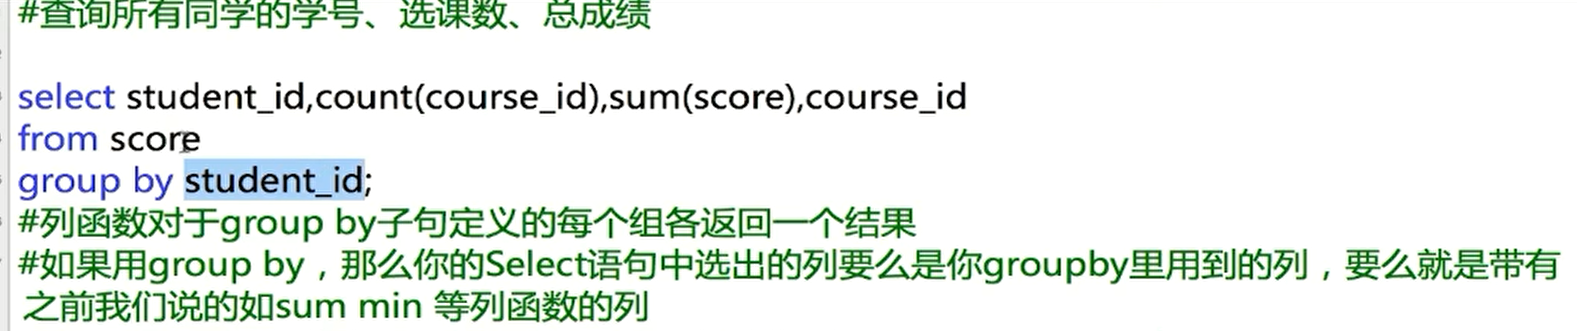 #查询所有同学的学号、选课数、总成绩
select student_id,count(course_id),sum(score),course_id
from score
group by student_id;
#列函数对于group by子句定义的每个组各返回一个结果
#如果用group by，那么你的Select语句中选出的列要么是你groupby里用到的列，要么就是带有
之前我们说的如sum min 等列函数的列